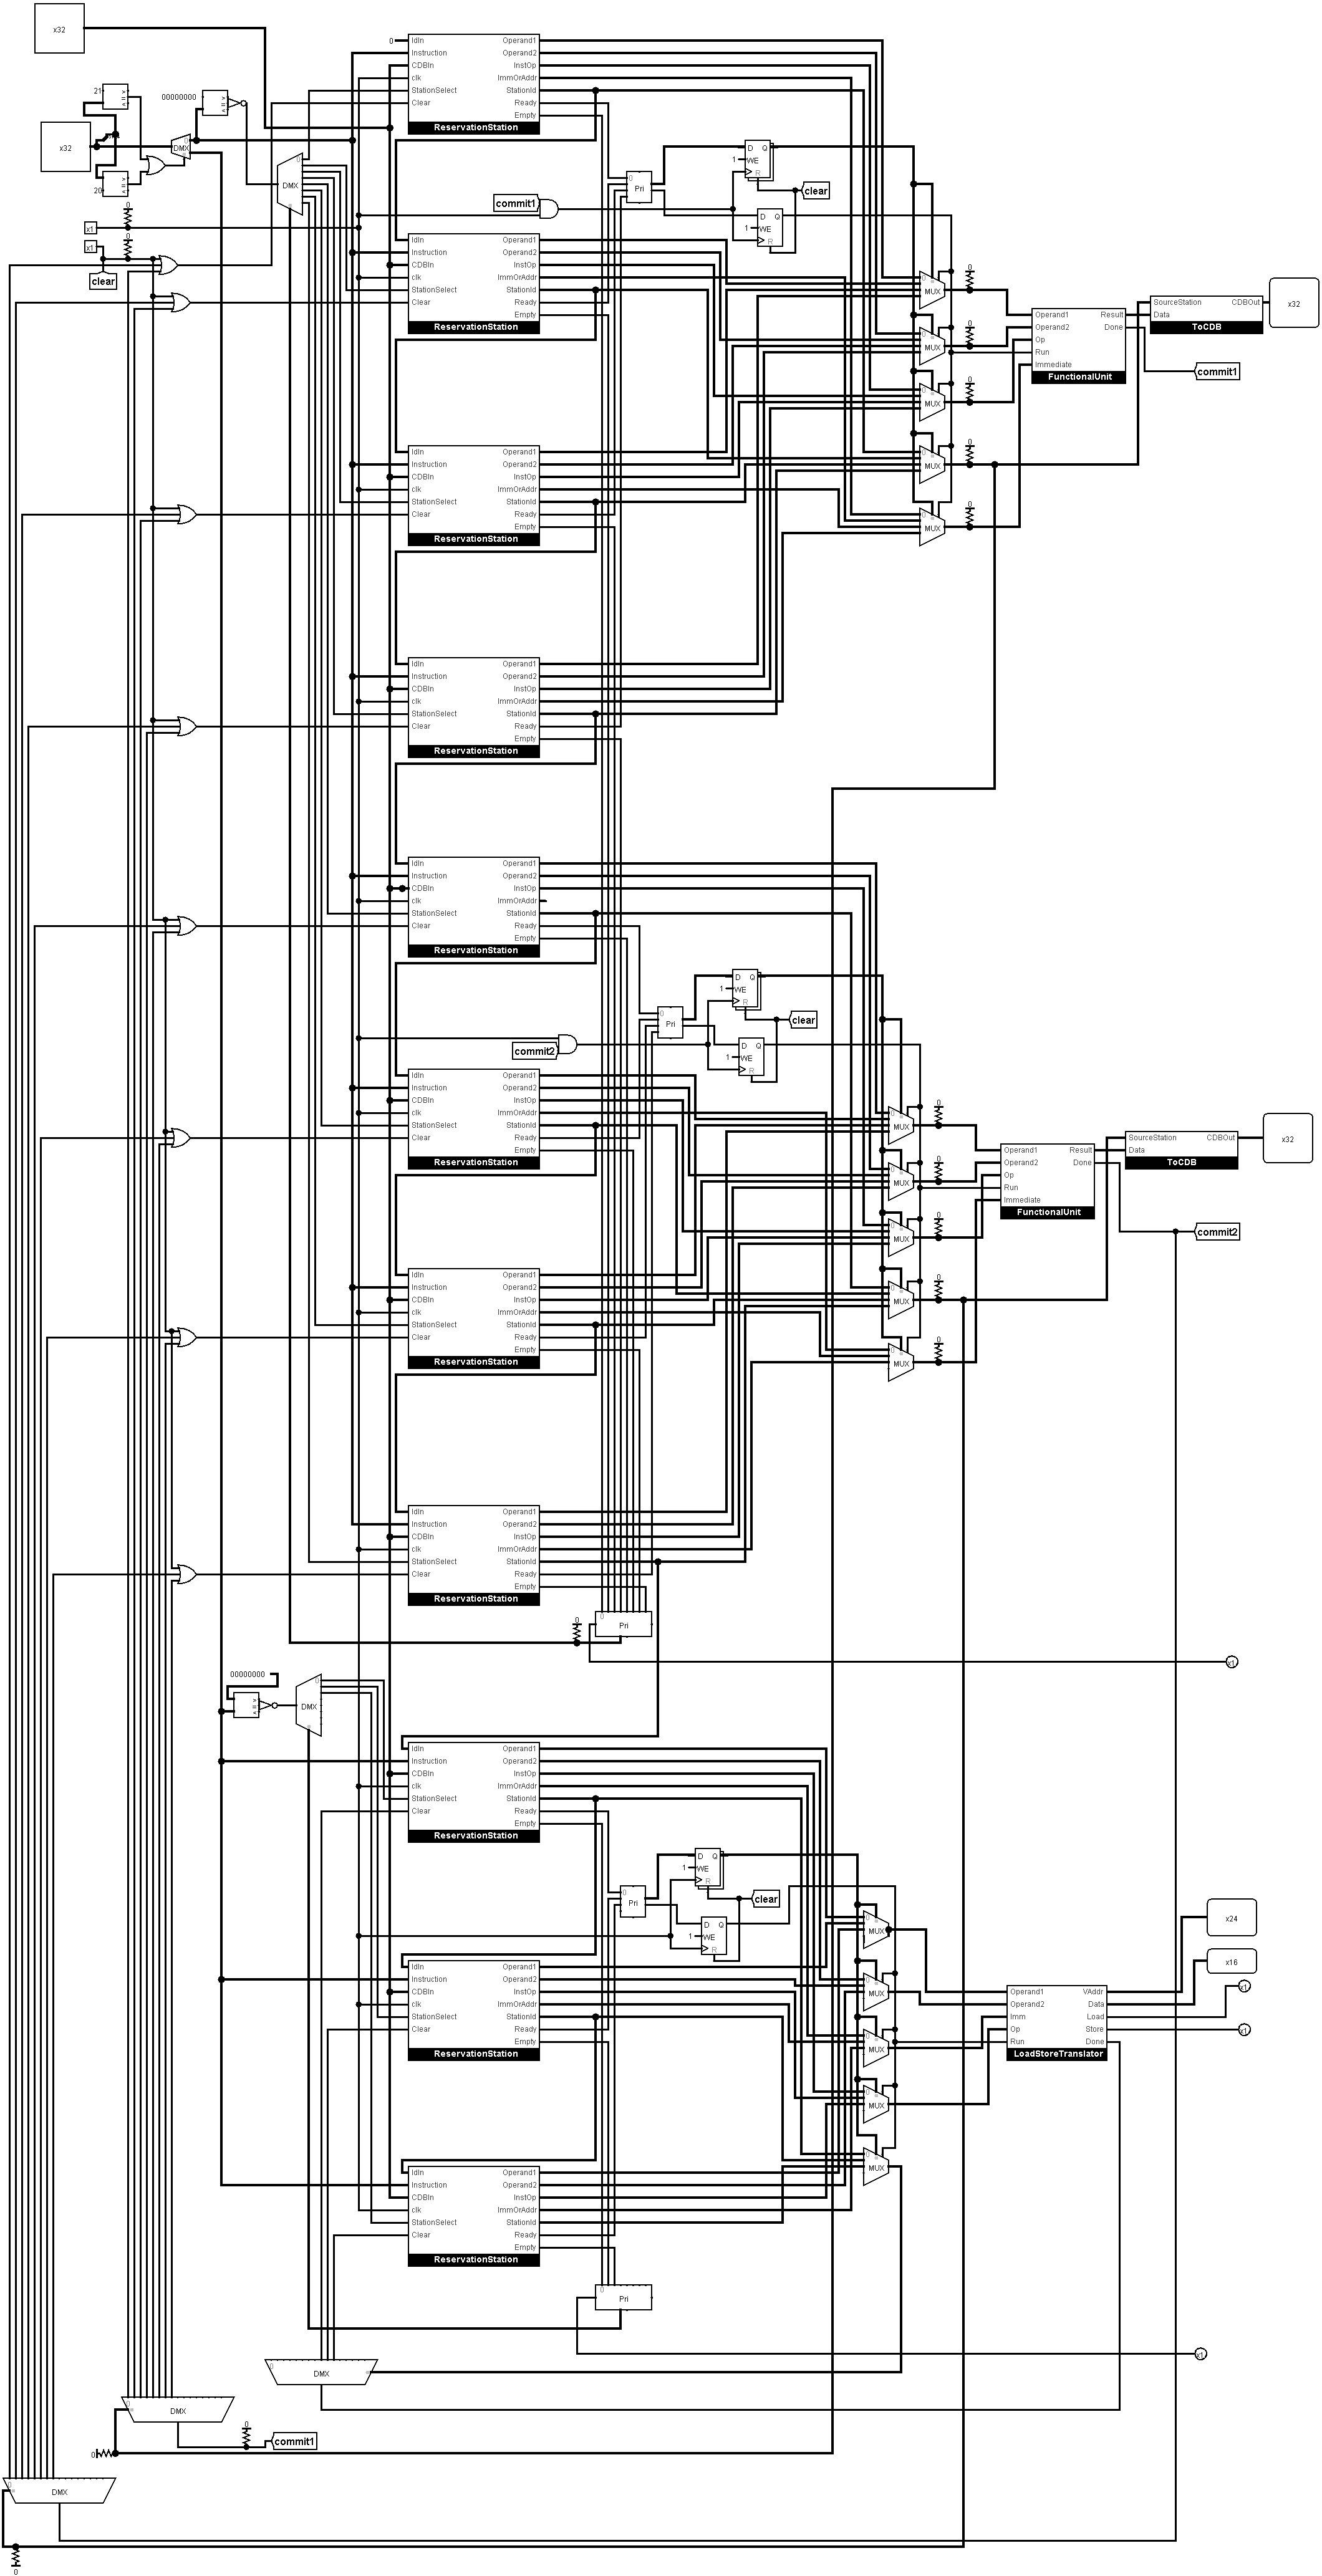 x32
0
IdIn Operand1
Instruction Operand2
CDBIn InstOp
clk ImmOrAddr
StationSelect StationId
Clear Ready
Empty
ReservationStation
21
00000000
x32
DMX
20
DMX
0
x1
0
x1
clear
commit1
Pri
D Q
1 WE
R
clear
D Q
1 WE
R
IdIn Operand1
Instruction Operand2
CDBIn InstOp
clk ImmOrAddr
StationSelect StationId
Clear Ready
Empty
ReservationStation
0
MUX
0
MUX
0
MUX
0
MUX
0
MUX
Operand1 Result
Operand2 Done
Op
Run
Immediate
FunctionalUnit
SourceStation CDBOut
Data
ToCDB
x32
commit1
IdIn Operand1
Instruction Operand2
CDBIn InstOp
clk ImmOrAddr
StationSelect StationId
Clear Ready
Empty
ReservationStation
IdIn Operand1
Instruction Operand2
CDBIn InstOp
clk ImmOrAddr
StationSelect StationId
Clear Ready
Empty
ReservationStation
IdIn Operand1
Instruction Operand2
CDBIn InstOp
clk ImmOrAddr
StationSelect StationId
Clear Ready
Empty
ReservationStation
commit2
Pri
D Q
1 WE
R
clear
D Q
1 WE
R
IdIn Operand1
Instruction Operand2
CDBIn InstOp
clk ImmOrAddr
StationSelect StationId
Clear Ready
Empty
ReservationStation
0
MUX
0
MUX
0
MUX
0
MUX
0
MUX
Operand1 Result
Operand2 Done
Op
Run
Immediate
FunctionalUnit
SourceStation CDBOut
Data
ToCDB
x32
commit2
IdIn Operand1
Instruction Operand2
CDBIn InstOp
clk ImmOrAddr
StationSelect StationId
Clear Ready
Empty
ReservationStation
IdIn Operand1
Instruction Operand2
CDBIn InstOp
clk ImmOrAddr
StationSelect StationId
Clear Ready
Empty
ReservationStation
0
Pri
x1
00000000
DMX
IdIn Operand1
Instruction Operand2
CDBIn InstOp
clk ImmOrAddr
StationSelect StationId
Clear Ready
Empty
ReservationStation
Pri
D Q
1 WE
R
clear
D Q
1 WE
R
IdIn Operand1
Instruction Operand2
CDBIn InstOp
clk ImmOrAddr
StationSelect StationId
Clear Ready
Empty
ReservationStation
MUX
MUX
MUX
MUX
MUX
Operand1 VAddr
Operand2 Data
Imm Load
Op Store
Run Done
LoadStoreTranslator
x24
x16
x1
x1
IdIn Operand1
Instruction Operand2
CDBIn InstOp
clk ImmOrAddr
StationSelect StationId
Clear Ready
Empty
ReservationStation
Pri
x1
DMX
DMX
0
commit1
0
DMX
0